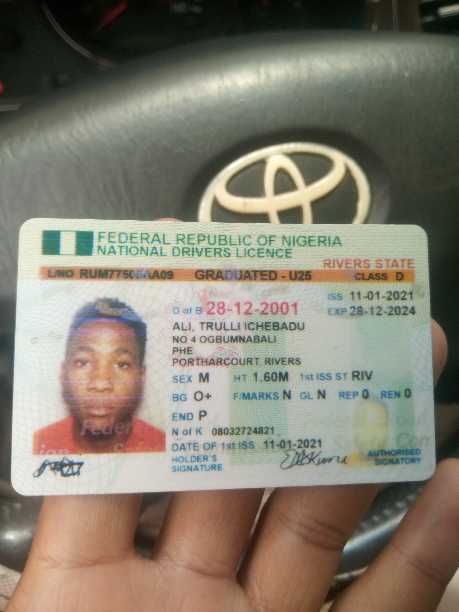 FEDERAL REPUBLIC OF NIGERIA
NATIONAL DRIVERS LICENCE
RIVERS STATE
L/NO GRADUATED - U25 CLASS D
ISS 11-01-2021
D of B 28-12-2001 EXP 28-12-2024
ALI, TRULLI ICHEBADU
NO 4 OGBUMNABALI
PHE
PORTHARCOURT, RIVERS
SEX M HT 1.60M 1st ISS ST RIV
BG O+ F/MARKS N GL N REP 0 REN 0
END P
N of K 08032724821
DATE OF 1st ISS 11-01-2021
HOLDER'S
SIGNATURE
AUTHORISED
SIGNATORY